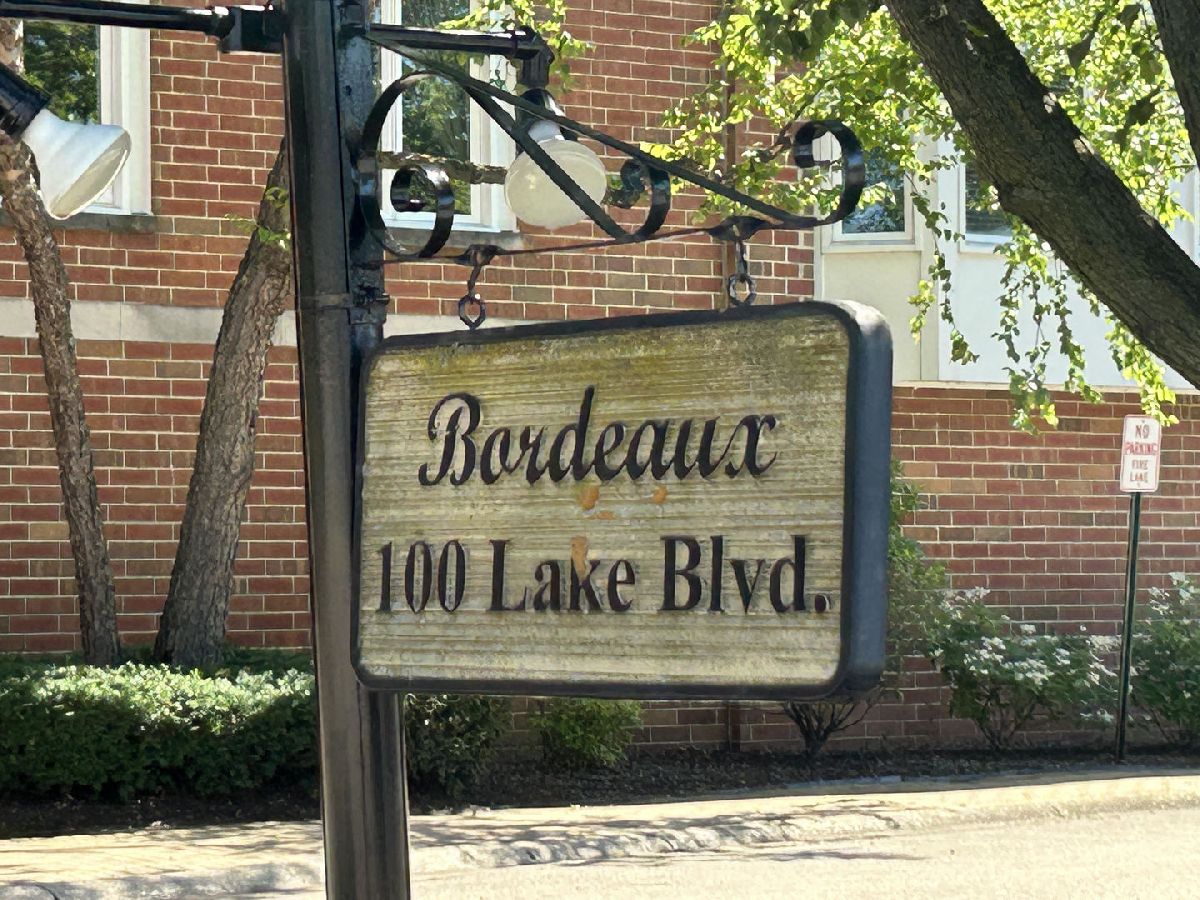 Bordeaux
100 Lake Blvd.
NO
PARKING
FIRE
LANE